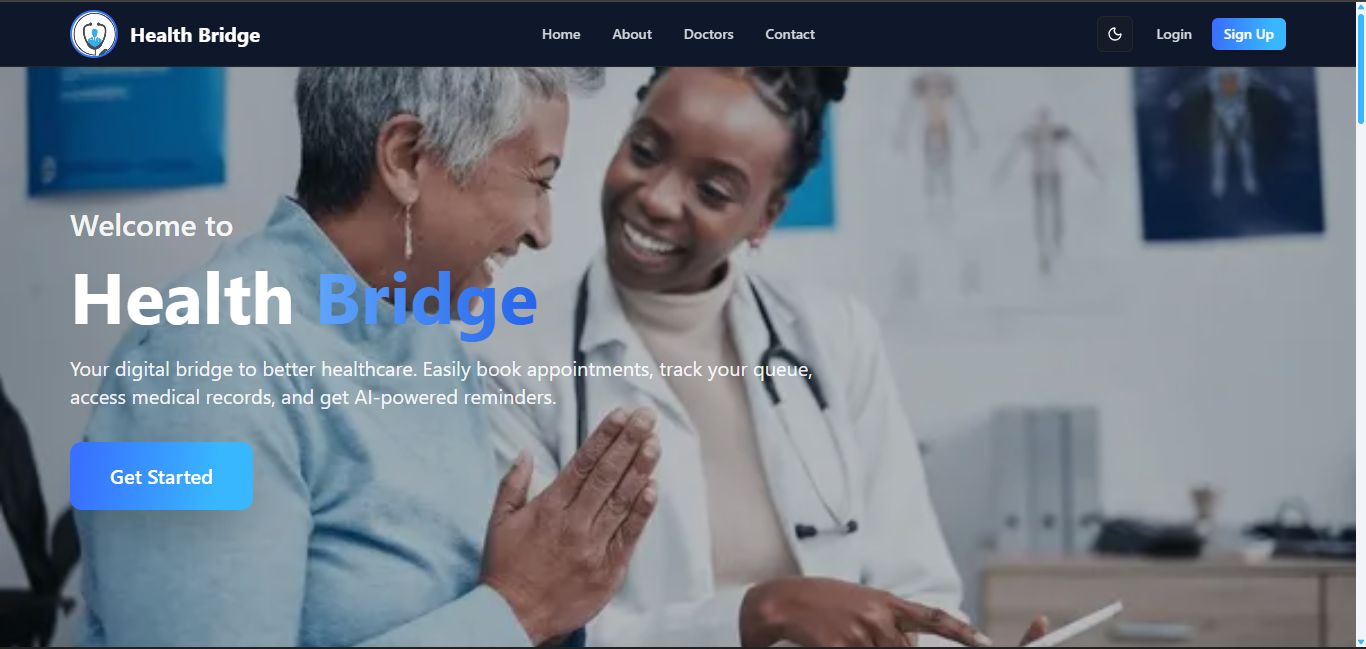 Health Bridge
Home
About
Doctors
Contact
Login
Sign Up
Welcome to
Health Bridge
Your digital bridge to better healthcare. Easily book appointments, track your queue,
access medical records, and get AI-powered reminders.
Get Started